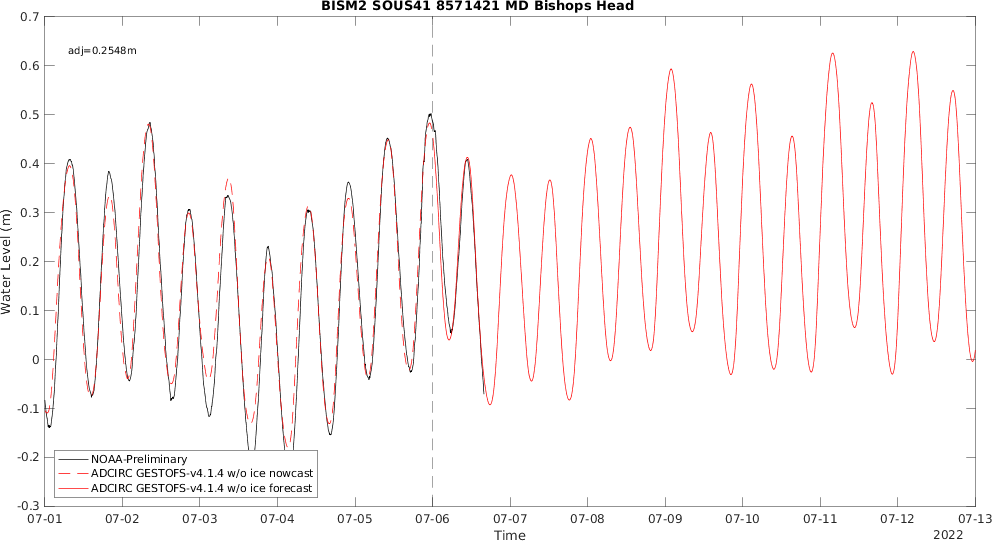 BISM2 SOUS41 8571421 MD Bishops Head
adj=0.2548m
Water Level (m)
0.7
0.6
0.5
0.4
0.3
0.2
0.1
0
-0.1
-0.2
-0.3
NOAA-Preliminary
ADCIRC GESTOFS-v4.1.4 w/o ice nowcast
ADCIRC GESTOFS-v4.1.4 w/o ice forecast
07-01 07-02 07-03 07-04 07-05 07-06 07-07 07-08 07-09 07-10 07-11 07-12 07-13
Time
2022